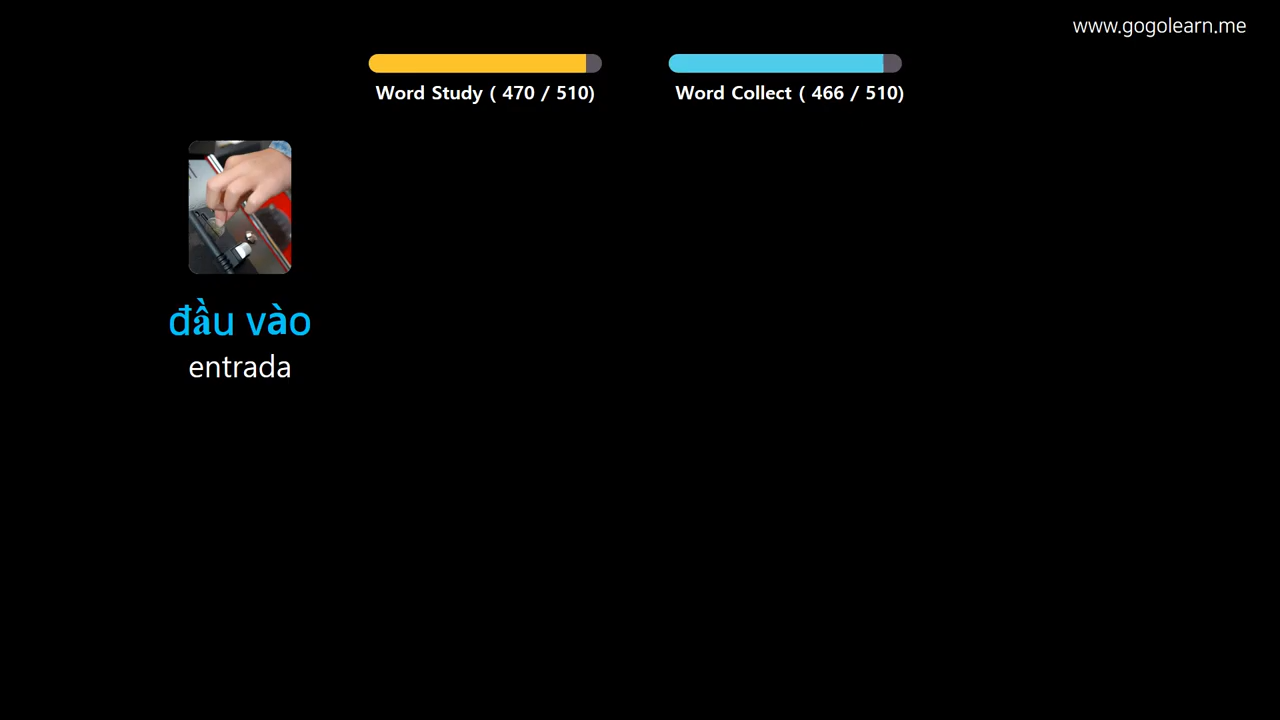 www.gogolearn.me
Word Study ( 470 / 510)
Word Collect ( 466 / 510)
đầu vào
entrada